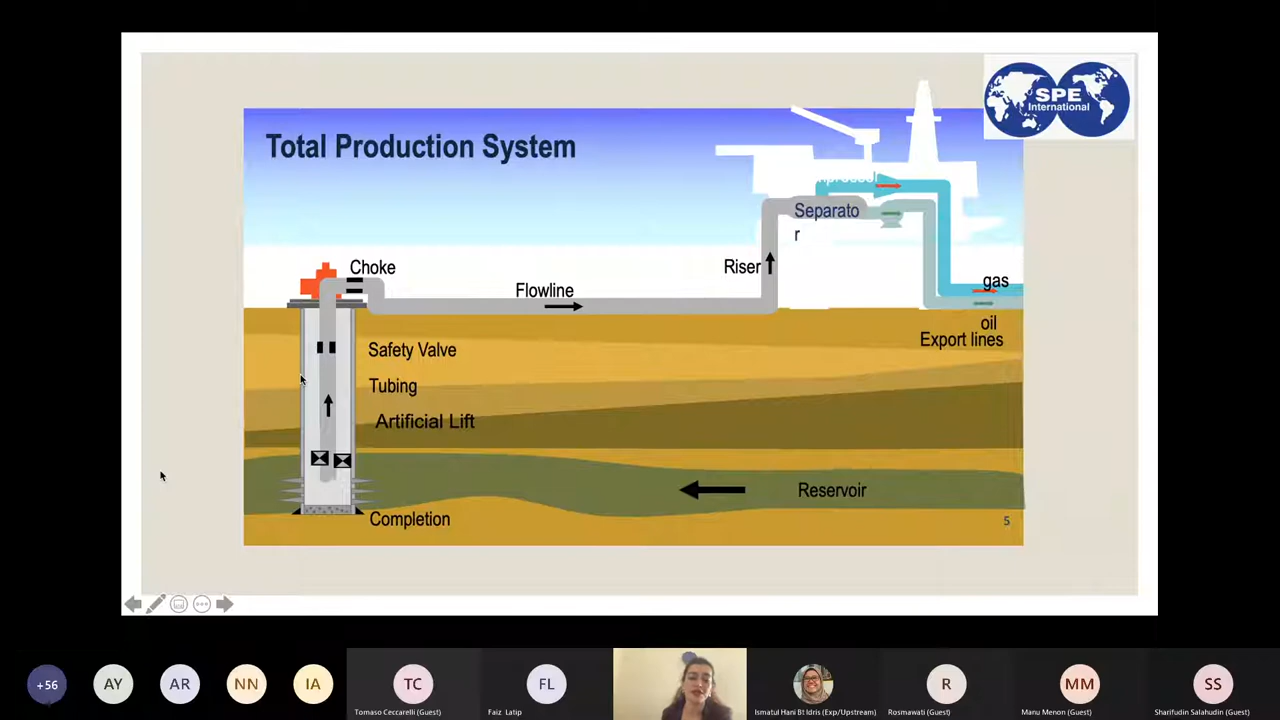 SPE
International
Total Production System
Separato
r
Choke
Riser
Flowline
gas
oil
Export lines
Safety Valve
Tubing
Artificial Lift
Reservoir
Completion
5
+56
AY
AR
NN
IA
TC
FL
R
MM
SS
Tomaso Ceccarelli (Guest)
Faiz Latip
Ismatul Hani Bt Idris (Exp/Upstream)
Rosmawati (Guest)
Manu Menon (Guest)
Sharifudin Salahudin (Guest)